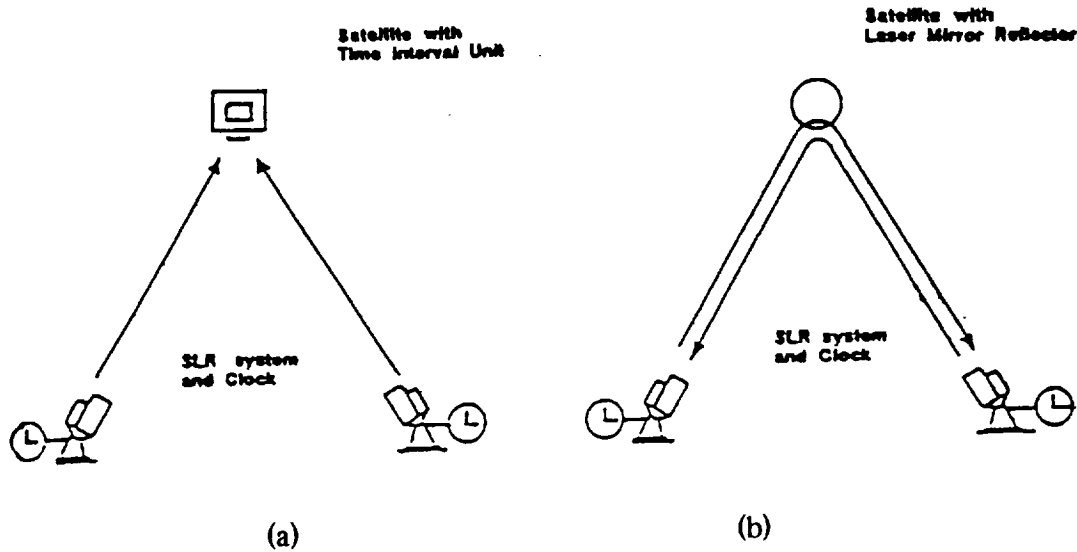 Satellite with
Time Interval Unit
Satellite with
Laser Mirror Reflector
SLR system
and Clock
SLR system
and Clock
(a)
(b)